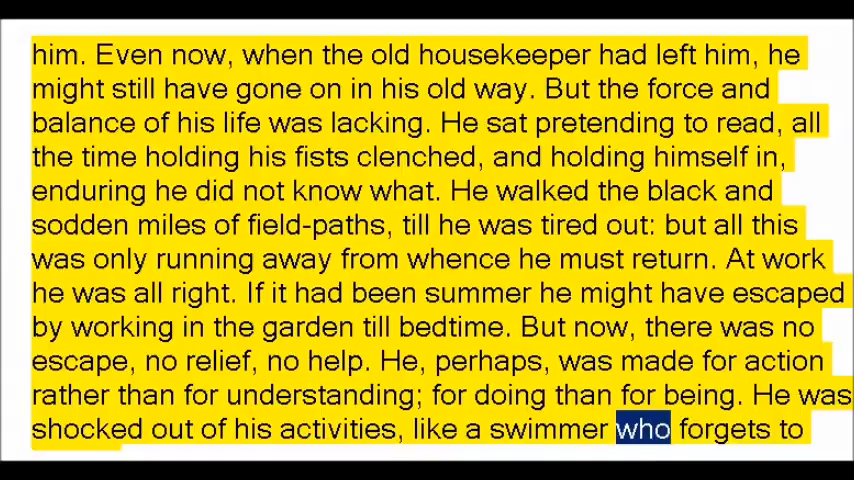 him. Even now, when the old housekeeper had left him, he
might still have gone on in his old way. But the force and
balance of his life was lacking. He sat pretending to read, all
the time holding his fists clenched, and holding himself in,
enduring he did not know what. He walked the black and
sodden miles of field-paths, till he was tired out: but all this
was only running away from whence he must return. At work
he was all right. If it had been summer he might have escaped
by working in the garden till bedtime. But now, there was no
escape, no relief, no help. He, perhaps, was made for action
rather than for understanding; for doing than for being. He was
shocked out of his activities, like a swimmer who forgets to